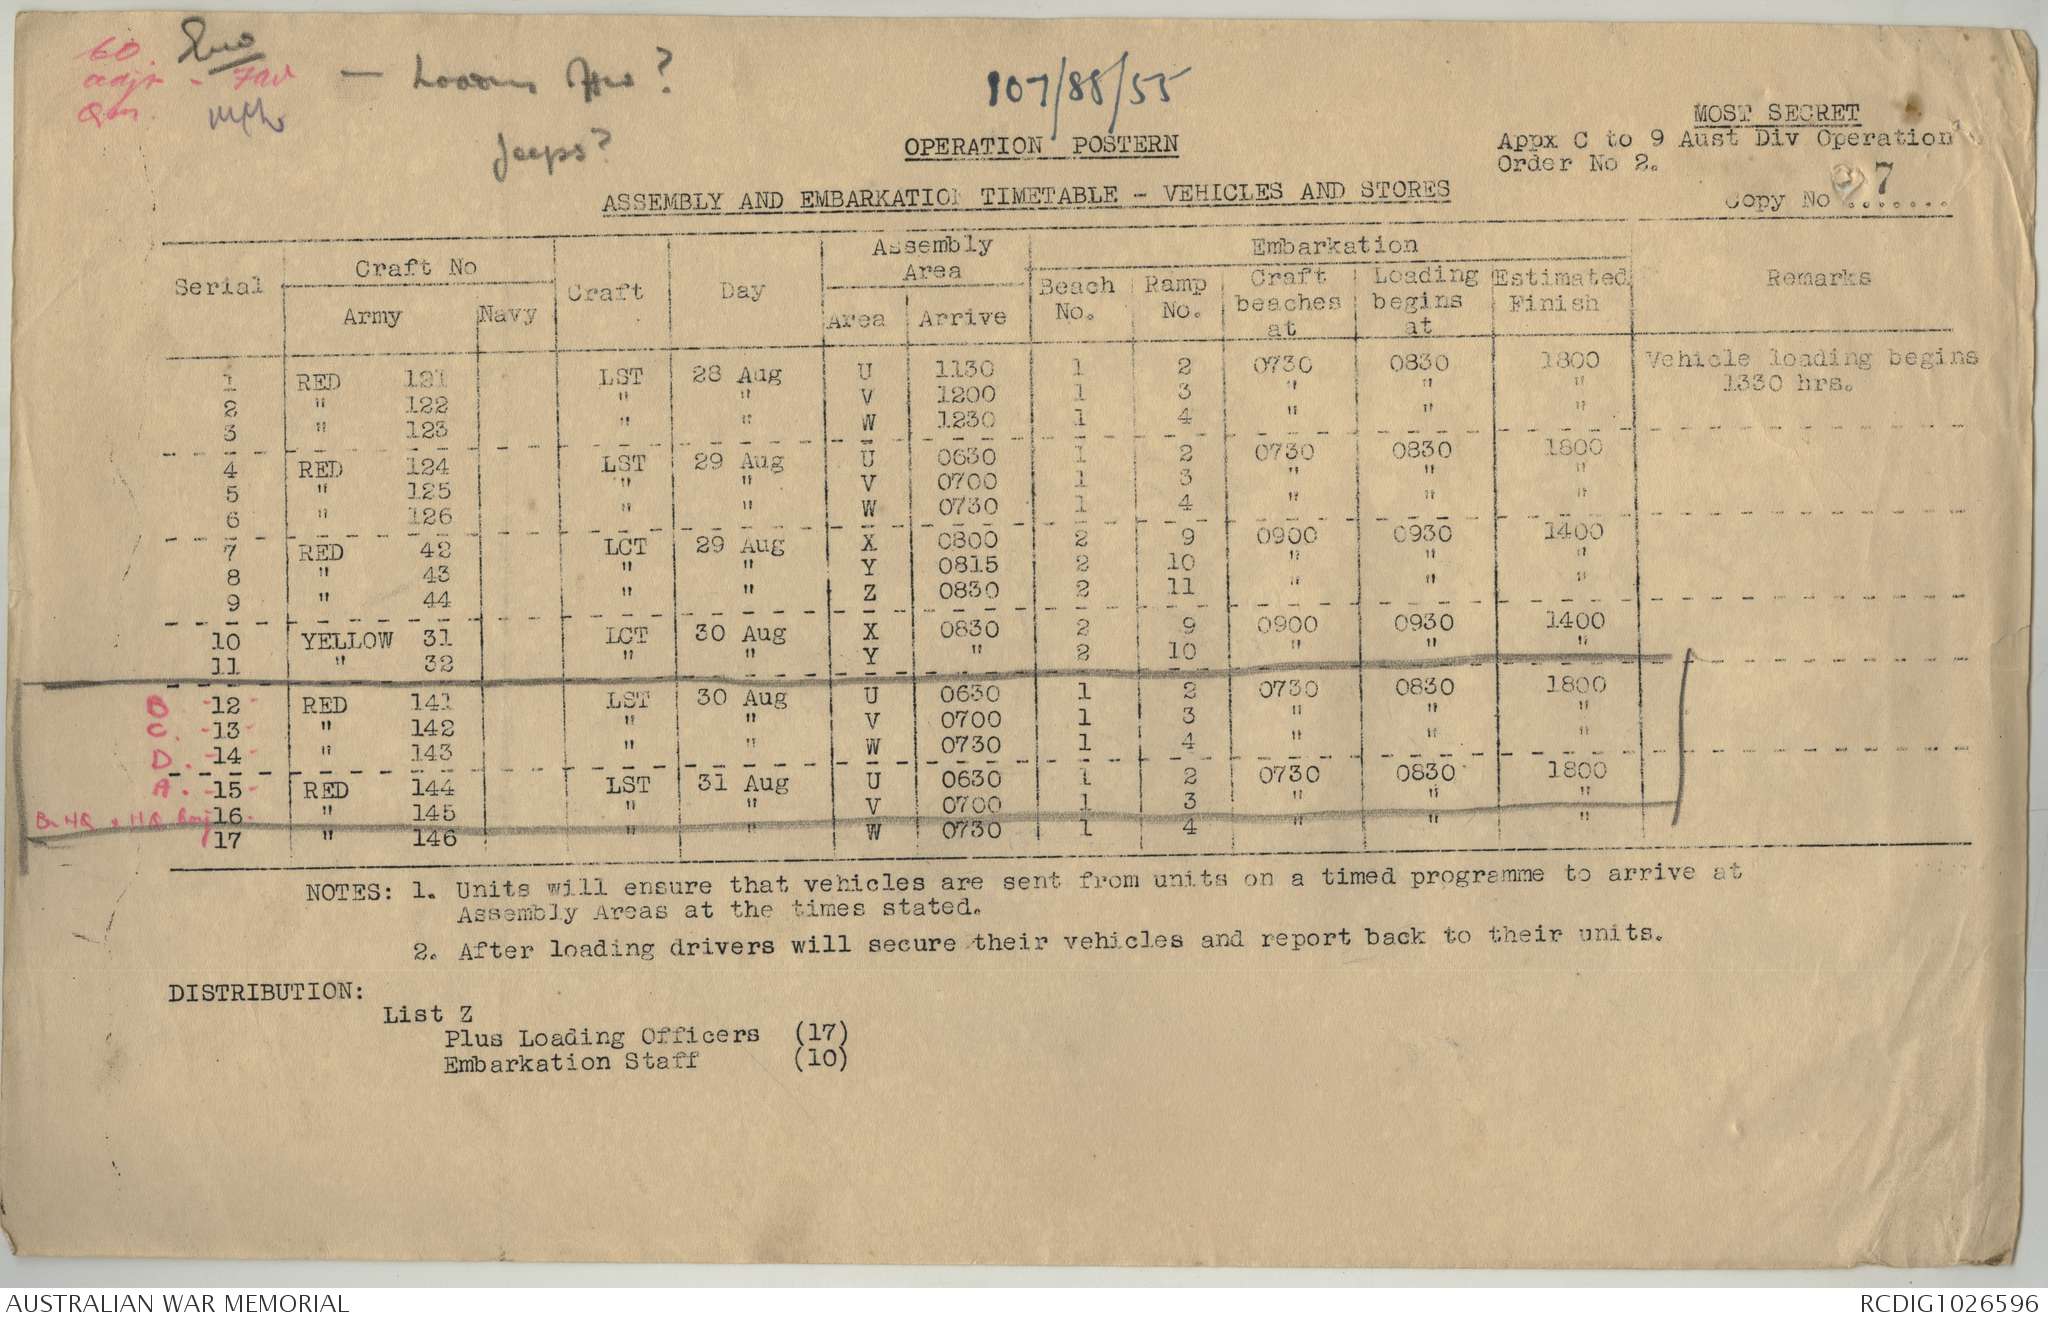 60.
adjt - 7av
Qm.
- Loading ?
Jeeps?
107/88/55
MOST SECRET
OPERATION POSTERN
Appx C to 9 Aust Div Operation
Order No 2.
Copy No ....... 7
ASSEMBLY AND EMBARKATION TIMETABLE - VEHICLES AND STORES
Serial | Craft No | Craft | Day | Assembly Area | Embarkation | Remarks
Army | Navy | Area | Arrive | Beach No. | Ramp No. | Craft beaches at | Loading begins at | Estimated Finish
1 RED 121 LST 28 Aug U 1130 1 2 0730 0830 1800 Vehicle loading begins 1330 hrs.
2 " 122 " " V 1200 1 3 " " "
3 " 123 " " W 1230 1 4 " " "
4 RED 124 LST 29 Aug U 0630 1 2 0730 0830 1800
5 " 125 " " V 0700 1 3 " " "
6 " 126 " " W 0730 1 4 " " "
7 RED 42 LCT 29 Aug X 0800 2 9 0900 0930 1400
8 " 43 " " Y 0815 2 10 " " "
9 " 44 " " Z 0830 2 11 " " "
10 YELLOW 31 LCT 30 Aug X 0830 2 9 0900 0930 1400
11 " 32 " " Y " 2 10 " " "
B -12- RED 141 LST 30 Aug U 0630 1 2 0730 0830 1800
C. -13- " 142 " " V 0700 1 3 " " "
D. -14- " 143 " " W 0730 1 4 " " "
A. -15- RED 144 LST 31 Aug U 0630 1 2 0730 0830 1800
Bn HQ + HQ Coy 16- " 145 " " V 0700 1 3 " " "
17 " 146 " " W 0730 1 4 " " "
NOTES: 1. Units will ensure that vehicles are sent from units on a timed programme to arrive at
Assembly Areas at the times stated.
2. After loading drivers will secure their vehicles and report back to their units.
DISTRIBUTION:
List Z
Plus Loading Officers (17)
Embarkation Staff (10)
AUSTRALIAN WAR MEMORIAL
RCDIG1026596